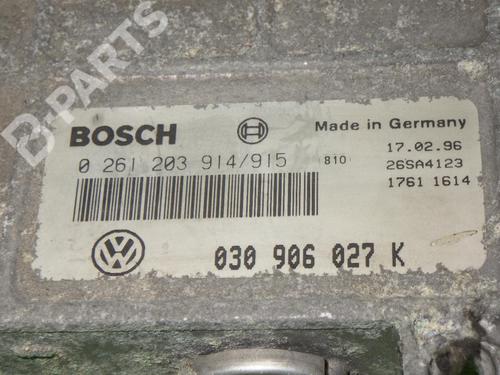 B-PARTS
BOSCH
Made in Germany
0 261 203 914/915
810
17.02.96
26SA4123
1761 1614
030 906 027 K